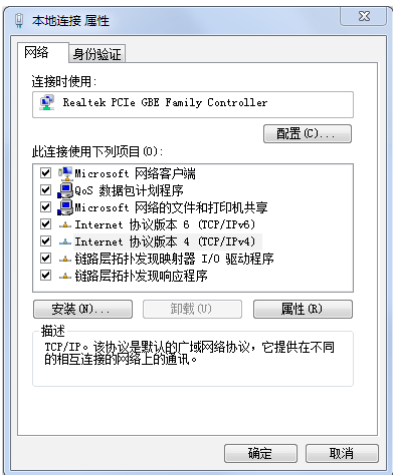 本地连接 属性
网络
身份验证
连接时使用:
Realtek PCIe GBE Family Controller
配置(C)...
此连接使用下列项目(O):
Microsoft 网络客户端
QoS 数据包计划程序
Microsoft 网络的文件和打印机共享
Internet 协议版本 6 (TCP/IPv6)
Internet 协议版本 4 (TCP/IPv4)
链路层拓扑发现映射器 I/O 驱动程序
链路层拓扑发现响应程序
安装(N)...
卸载(U)
属性(R)
描述
TCP/IP。该协议是默认的广域网络协议，它提供在不同
的相互连接的网络上的通讯。
确定
取消